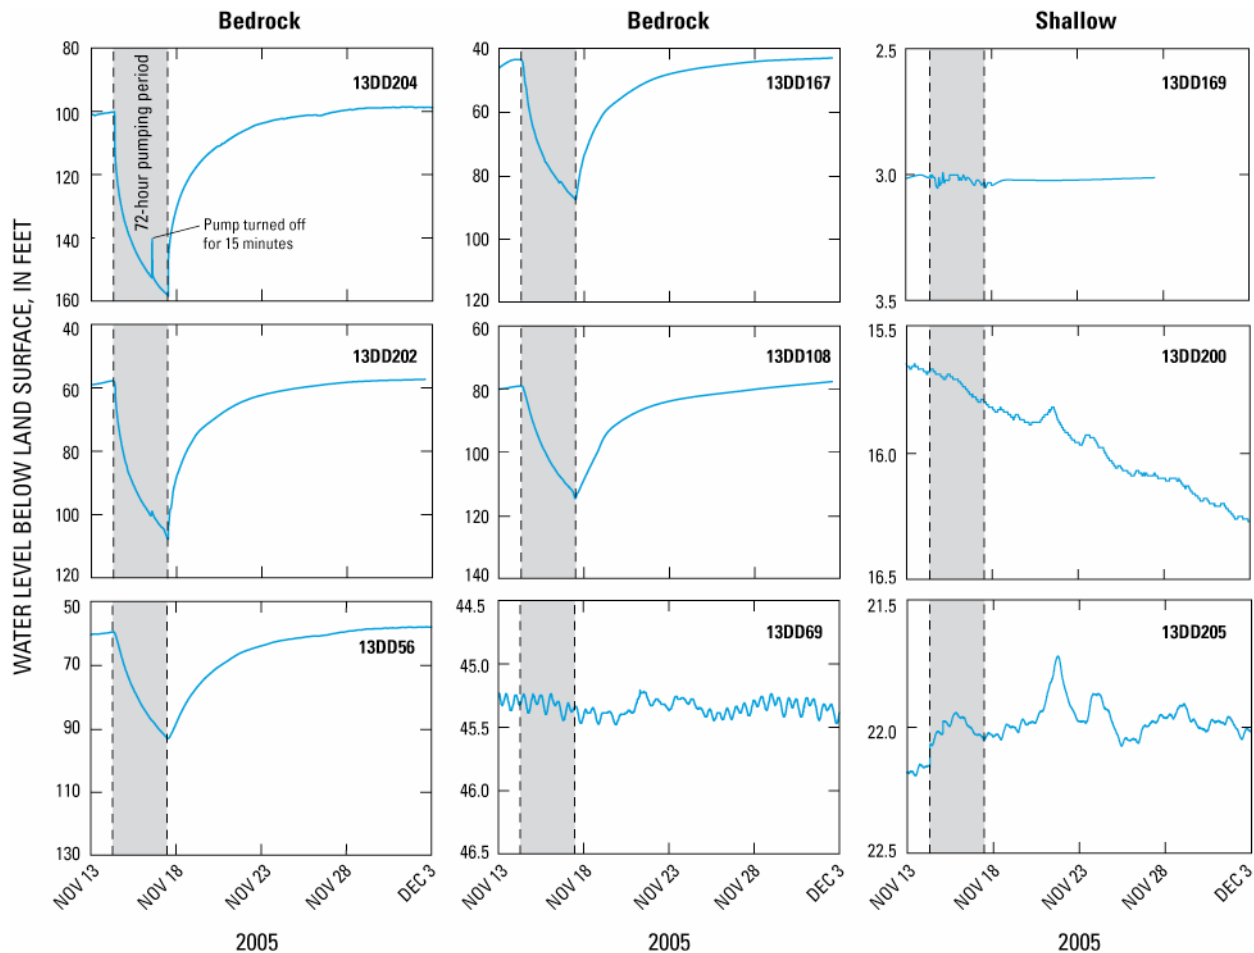 Bedrock
Bedrock
Shallow
WATER LEVEL BELOW LAND SURFACE, IN FEET
80
100
120
140
160
13DD204
72-hour pumping period
Pump turned off
for 15 minutes
40
60
80
100
120
13DD167
2.5
3.0
3.5
13DD169
40
60
80
100
120
13DD202
60
80
100
120
140
13DD108
15.5
16.0
16.5
13DD200
50
70
90
110
130
13DD56
44.5
45.0
45.5
46.0
46.5
13DD69
21.5
22.0
22.5
13DD205
NOV 13
NOV 18
NOV 23
NOV 28
DEC 3
NOV 13
NOV 18
NOV 23
NOV 28
DEC 3
NOV 13
NOV 18
NOV 23
NOV 28
DEC 3
2005
2005
2005